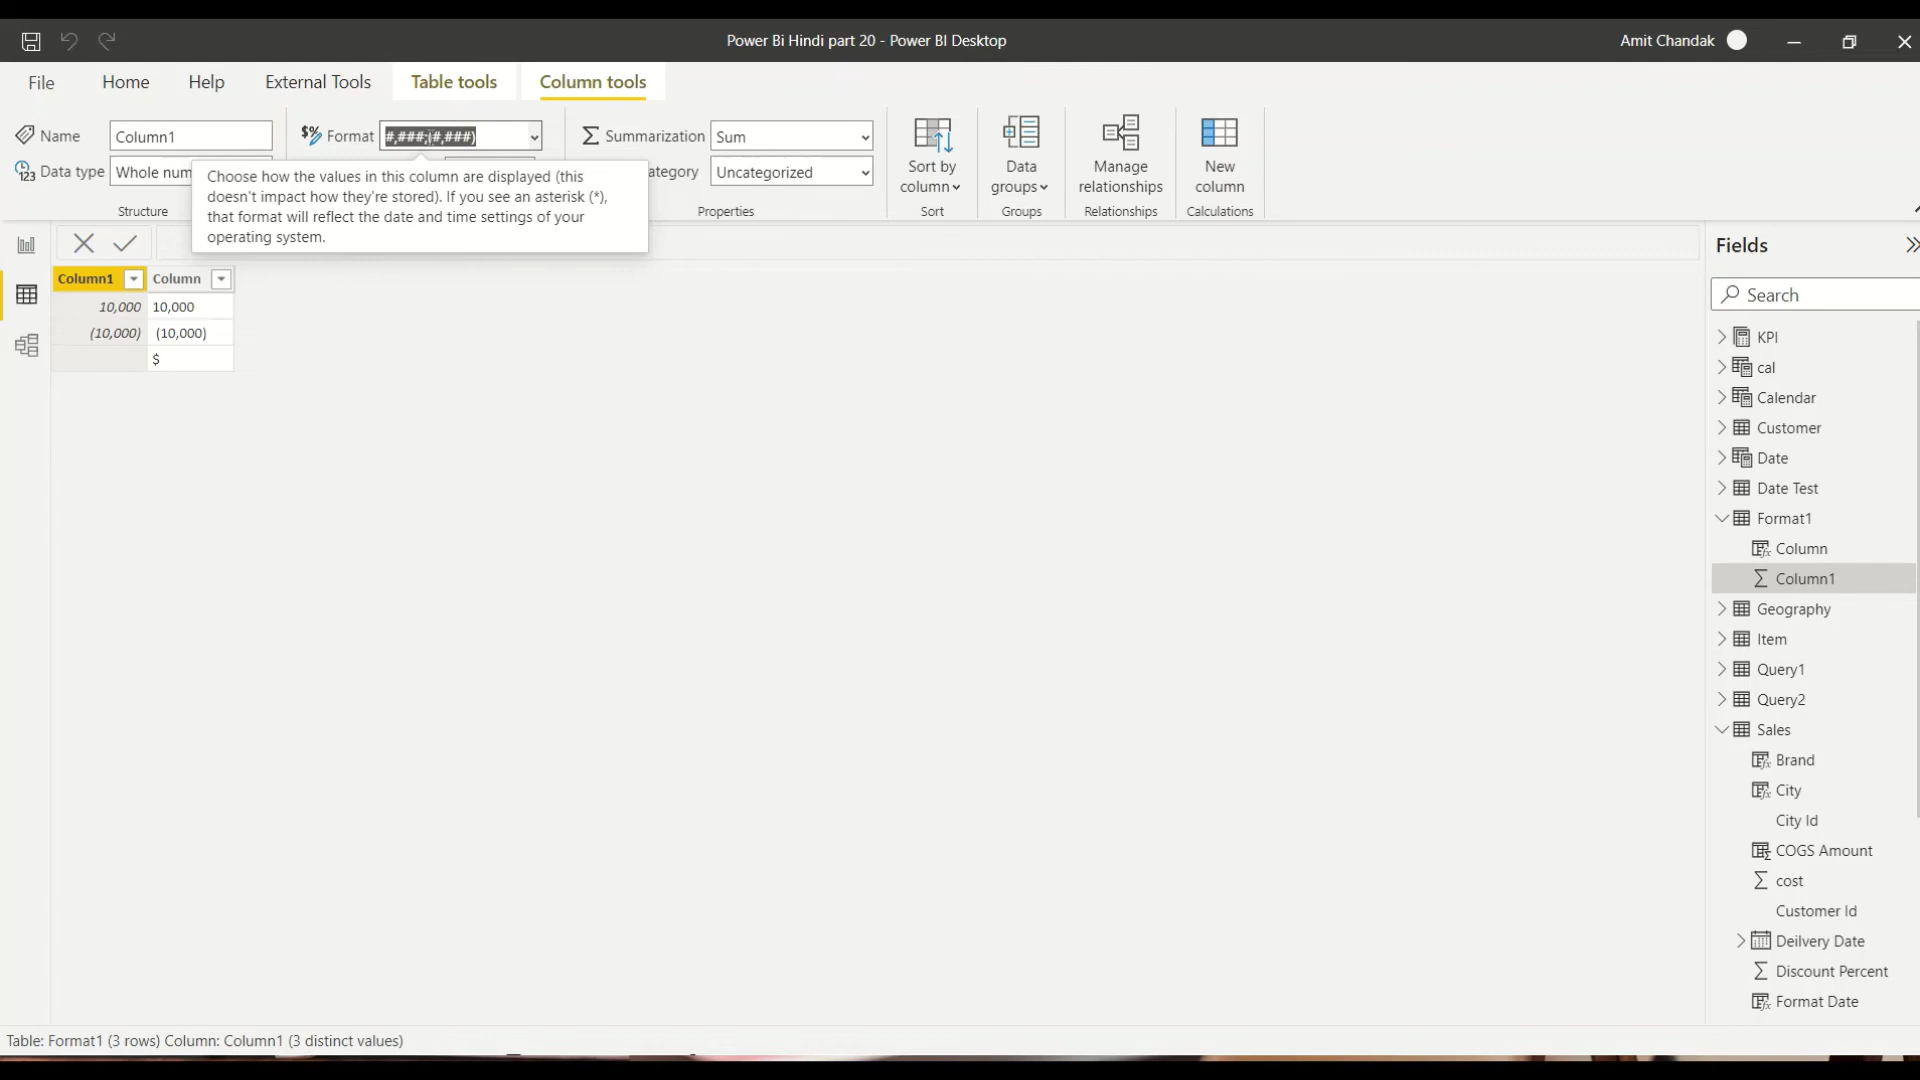 Power Bi Hindi part 20 - Power BI Desktop
Amit Chandak
File Home Help External Tools Table tools Column tools
Name Column1
$% Format #,###;(#,###)
Summarization Sum
Data type Whole num
ategory Uncategorized
Sort by column
Data groups
Manage relationships
New column
Structure Properties Sort Groups Relationships Calculations
Choose how the values in this column are displayed (this
doesn't impact how they're stored). If you see an asterisk (*),
that format will reflect the date and time settings of your
operating system.
Column1 Column
10,000 10,000
(10,000) (10,000)
$
Fields
Search
KPI
cal
Calendar
Customer
Date
Date Test
Format1
Column
Column1
Geography
Item
Query1
Query2
Sales
Brand
City
City Id
COGS Amount
cost
Customer Id
Deilvery Date
Discount Percent
Format Date
Table: Format1 (3 rows) Column: Column1 (3 distinct values)